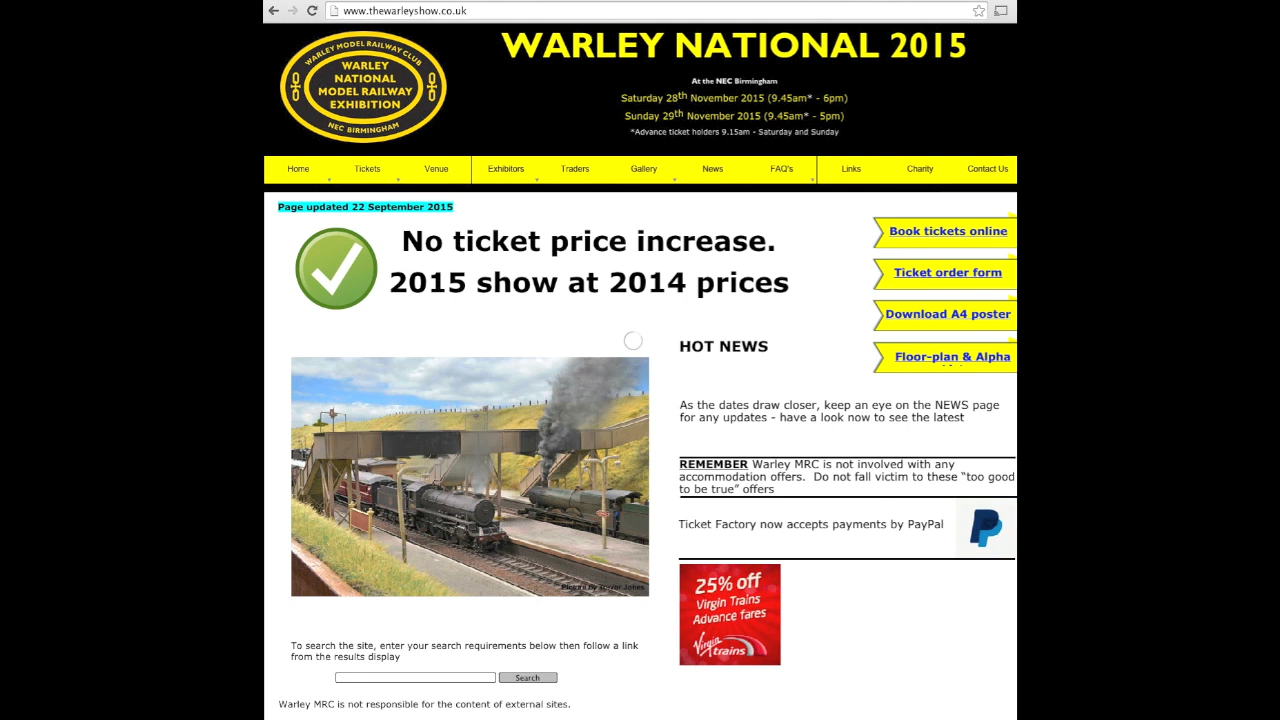 www.thewarleyshow.co.uk
WARLEY MODEL RAILWAY CLUB
WARLEY
NATIONAL
MODEL RAILWAY
EXHIBITION
NEC BIRMINGHAM
WARLEY NATIONAL 2015
At the NEC Birmingham
Saturday 28th November 2015 (9.45am* - 6pm)
Sunday 29th November 2015 (9.45am* - 5pm)
*Advance ticket holders 9.15am - Saturday and Sunday
Home Tickets Venue Exhibitors Traders Gallery News FAQ's Links Charity Contact Us
Page updated 22 September 2015
No ticket price increase.
2015 show at 2014 prices
Book tickets online
Ticket order form
Download A4 poster
Floor-plan & Alpha
HOT NEWS
As the dates draw closer, keep an eye on the NEWS page
for any updates - have a look now to see the latest
REMEMBER Warley MRC is not involved with any
accommodation offers. Do not fall victim to these “too good
to be true” offers
Ticket Factory now accepts payments by PayPal
25% off
Virgin Trains
Advance fares
Virgin
trains
Picture By Trevor Jones
To search the site, enter your search requirements below then follow a link
from the results display
Search
Warley MRC is not responsible for the content of external sites.